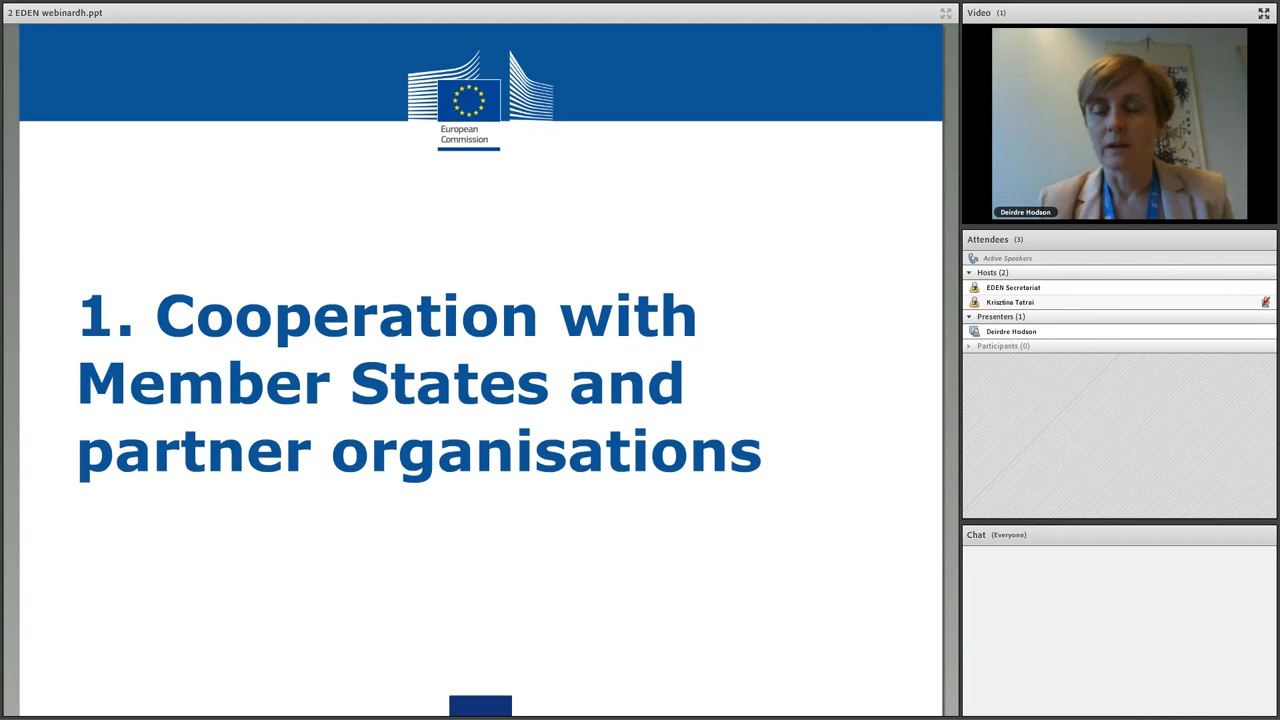 2 EDEN webinardh.ppt
European
Commission
1. Cooperation with
Member States and
partner organisations
Video (1)
Deirdre Hodson
Attendees (3)
Active Speakers
Hosts (2)
EDEN Secretariat
Krisztina Tatrai
Presenters (1)
Deirdre Hodson
Participants (0)
Chat (Everyone)